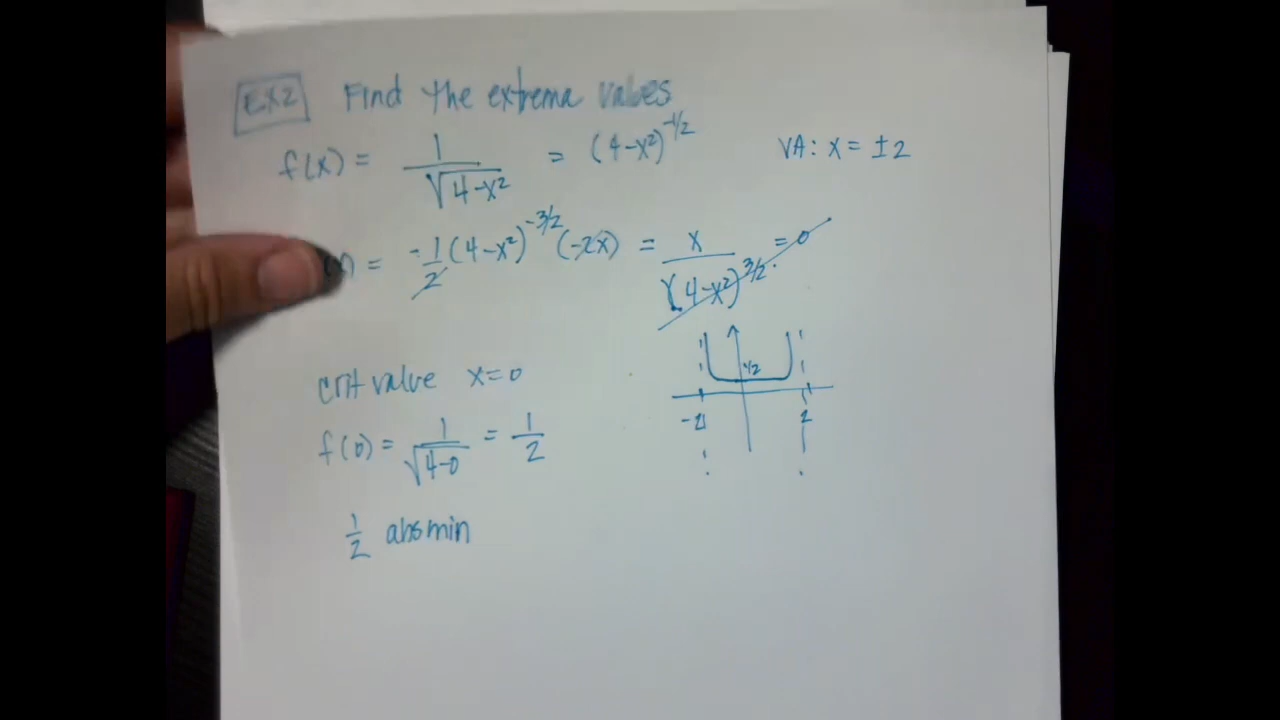 EX2 Find the extrema values
f(x) = 1/√(4-x²) = (4-x²)^(-1/2) VA: x = ±2
= -1/2 (4-x²)^(-3/2) (-2x) = x/(4-x²)^(3/2) = 0
1/2
crit value x=0
-2 2
f(0) = 1/√(4-0) = 1/2
1/2 abs min